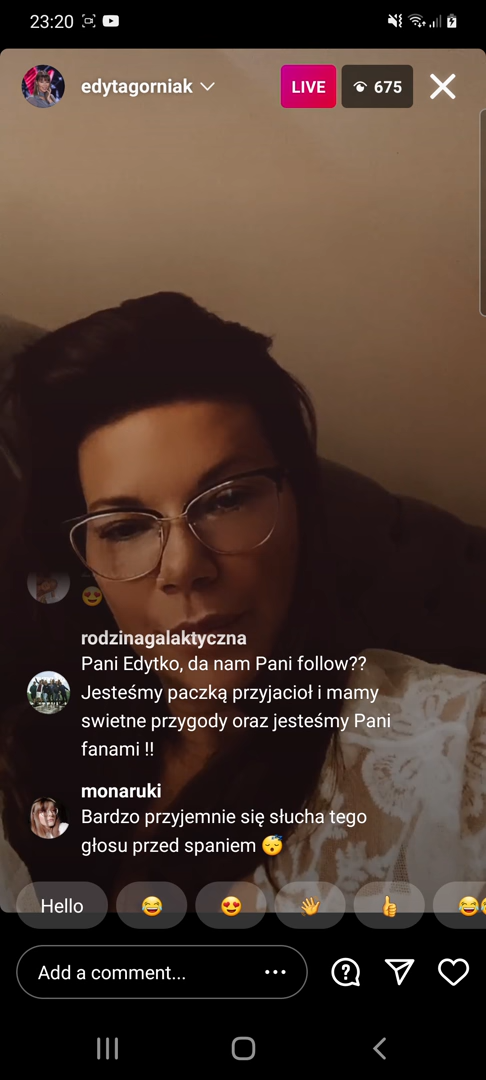 23:20
edytagorniak
LIVE
675
rodzinagalaktyczna
Pani Edytko, da nam Pani follow??
Jesteśmy paczką przyjacioł i mamy
swietne przygody oraz jesteśmy Pani
fanami !!
monaruki
Bardzo przyjemnie się słucha tego
głosu przed spaniem 😴
Hello
Add a comment...